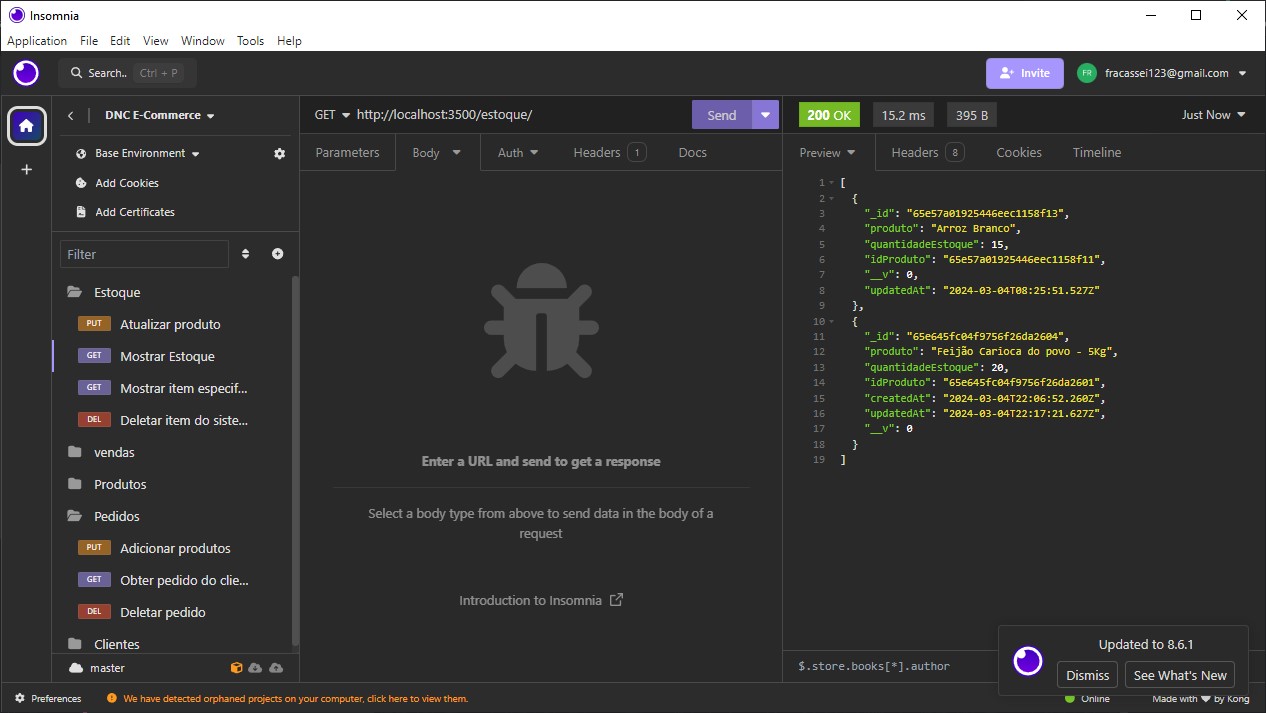 Insomnia
Application File Edit View Window Tools Help
Search.. Ctrl + P
Invite
FR fracassei123@gmail.com
DNC E-Commerce
Base Environment
Add Cookies
Add Certificates
Filter
Estoque
PUT Atualizar produto
GET Mostrar Estoque
GET Mostrar item especif...
DEL Deletar item do siste...
vendas
Produtos
Pedidos
PUT Adicionar produtos
GET Obter pedido do clie...
DEL Deletar pedido
Clientes
master
GET http://localhost:3500/estoque/ Send
Parameters Body Auth Headers 1 Docs
Enter a URL and send to get a response
Select a body type from above to send data in the body of a
request
Introduction to Insomnia
200 OK 15.2 ms 395 B Just Now
Preview Headers 8 Cookies Timeline
1 [
2 {
3 "_id": "65e57a01925446eec1158f13",
4 "produto": "Arroz Branco",
5 "quantidadeEstoque": 15,
6 "idProduto": "65e57a01925446eec1158f11",
7 "__v": 0,
8 "updatedAt": "2024-03-04T08:25:51.527Z"
9 },
10 {
11 "_id": "65e645fc04f9756f26da2604",
12 "produto": "Feijão Carioca do povo - 5Kg",
13 "quantidadeEstoque": 20,
14 "idProduto": "65e645fc04f9756f26da2601",
15 "createdAt": "2024-03-04T22:06:52.260Z",
16 "updatedAt": "2024-03-04T22:17:21.627Z",
17 "__v": 0
18 }
19 ]
$.store.books[*].author
Updated to 8.6.1
Dismiss See What's New
Preferences We have detected orphaned projects on your computer, click here to view them.
Online Made with ♥ by Kong